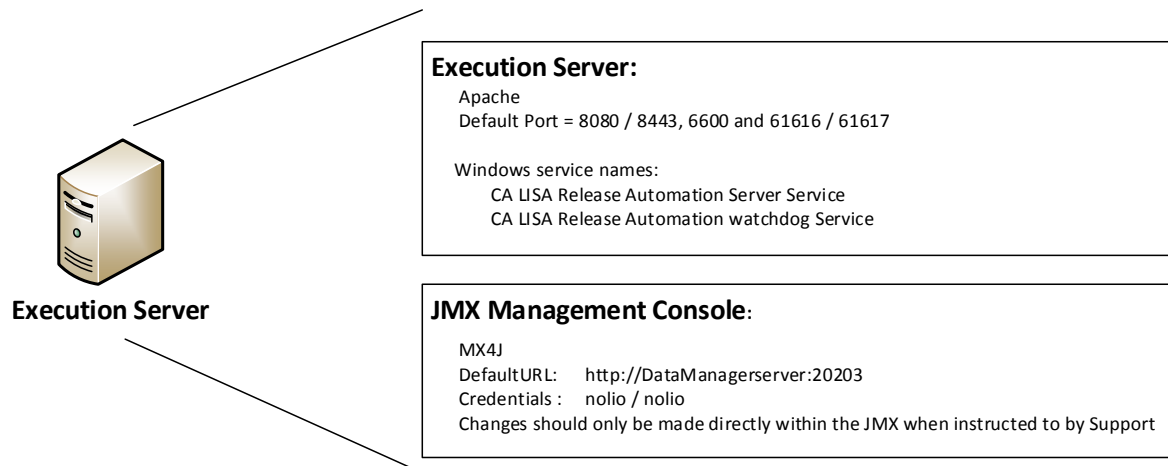 Execution Server:
Apache
Default Port = 8080 / 8443, 6600 and 61616 / 61617
Windows service names:
CA LISA Release Automation Server Service
CA LISA Release Automation watchdog Service
Execution Server
JMX Management Console:
MX4J
DefaultURL: http://DataManagerserver:20203
Credentials : nolio / nolio
Changes should only be made directly within the JMX when instructed to by Support